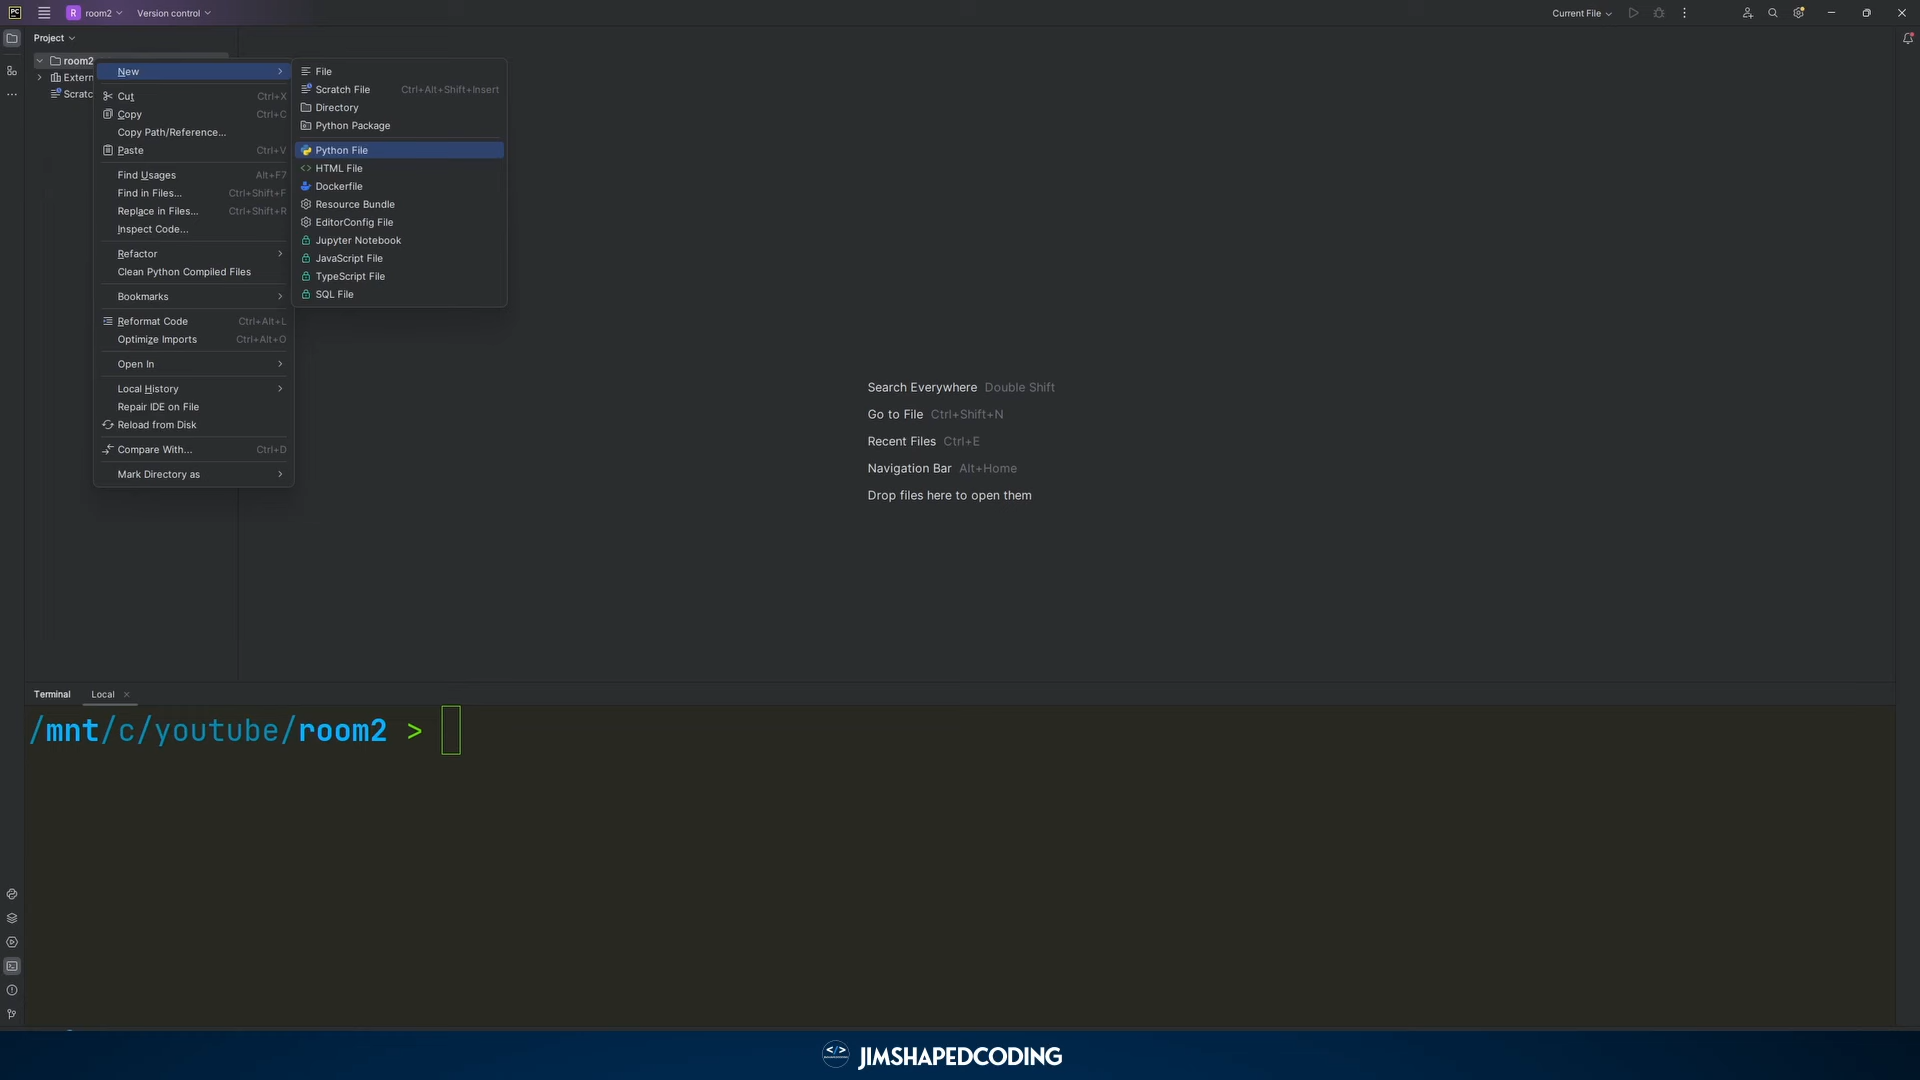 PC R room2 Version control Current File
Project
room2
Extern
Scratc
New
Cut Ctrl+X
Copy Ctrl+C
Copy Path/Reference...
Paste Ctrl+V
Find Usages Alt+F7
Find in Files... Ctrl+Shift+F
Replace in Files... Ctrl+Shift+R
Inspect Code...
Refactor
Clean Python Compiled Files
Bookmarks
Reformat Code Ctrl+Alt+L
Optimize Imports Ctrl+Alt+O
Open In
Local History
Repair IDE on File
Reload from Disk
Compare With... Ctrl+D
Mark Directory as
File
Scratch File Ctrl+Alt+Shift+Insert
Directory
Python Package
Python File
HTML File
Dockerfile
Resource Bundle
EditorConfig File
Jupyter Notebook
JavaScript File
TypeScript File
SQL File
Search Everywhere Double Shift
Go to File Ctrl+Shift+N
Recent Files Ctrl+E
Navigation Bar Alt+Home
Drop files here to open them
Terminal Local
/mnt/c/youtube/room2 >
</> JIMSHAPEDCODING